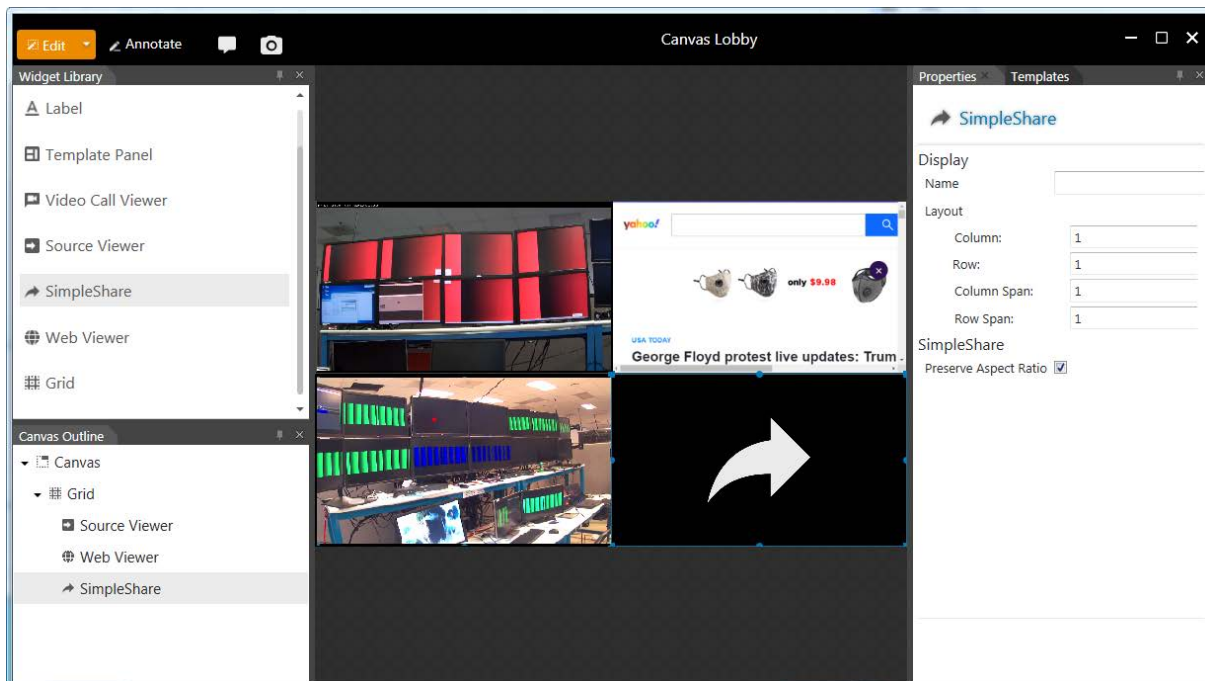 Edit
Annotate
Canvas Lobby
Widget Library
Label
Template Panel
Video Call Viewer
Source Viewer
SimpleShare
Web Viewer
Grid
Canvas Outline
Canvas
Grid
Source Viewer
Web Viewer
SimpleShare
yahoo!
only $9.98
USA TODAY
George Floyd protest live updates: Trum
Properties
Templates
SimpleShare
Display
Name
Layout
Column: 1
Row: 1
Column Span: 1
Row Span: 1
SimpleShare
Preserve Aspect Ratio